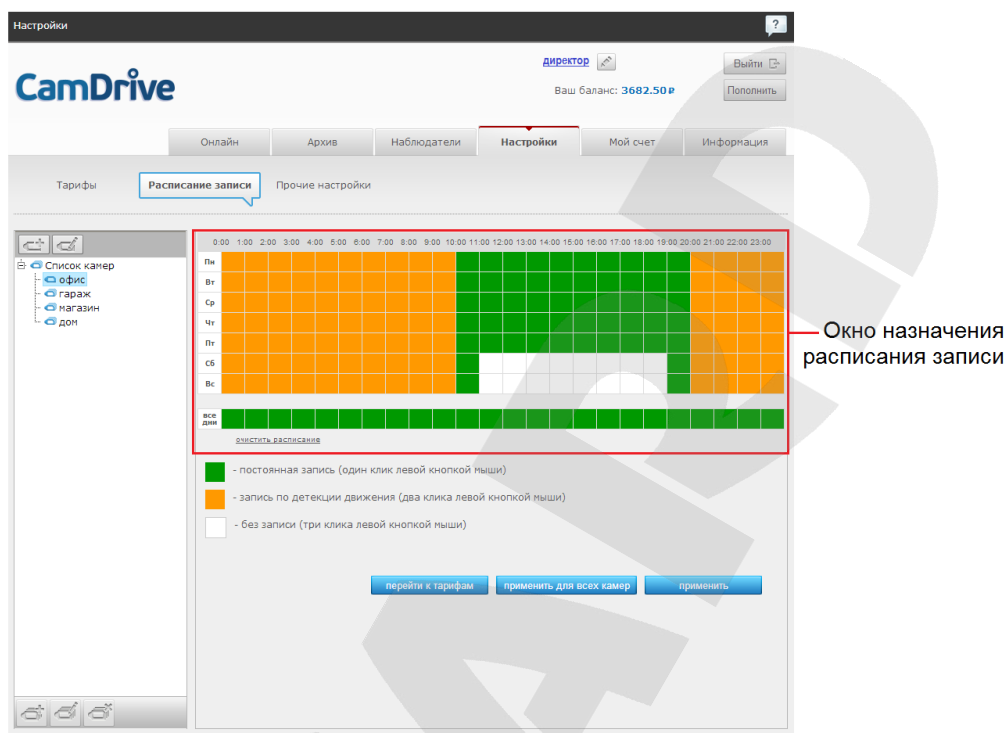 Настройки
?
CamDrive
директор
Выйти
Ваш баланс: 3682.50₽
Пополнить
Онлайн Архив Наблюдатели Настройки Мой счет Информация
Тарифы Расписание записи Прочие настройки
0:00 1:00 2:00 3:00 4:00 5:00 6:00 7:00 8:00 9:00 10:00 11:00 12:00 13:00 14:00 15:00 16:00 17:00 18:00 19:00 20:00 21:00 22:00 23:00
Список камер
офис
гараж
магазин
дом
Пн
Вт
Ср
Чт
Пт
Сб
Вс
все
дни
очистить расписание
Окно назначения
расписания записи
- постоянная запись (один клик левой кнопкой мыши)
- запись по детекции движения (два клика левой кнопкой мыши)
- без записи (три клика левой кнопкой мыши)
перейти к тарифам применить для всех камер применить